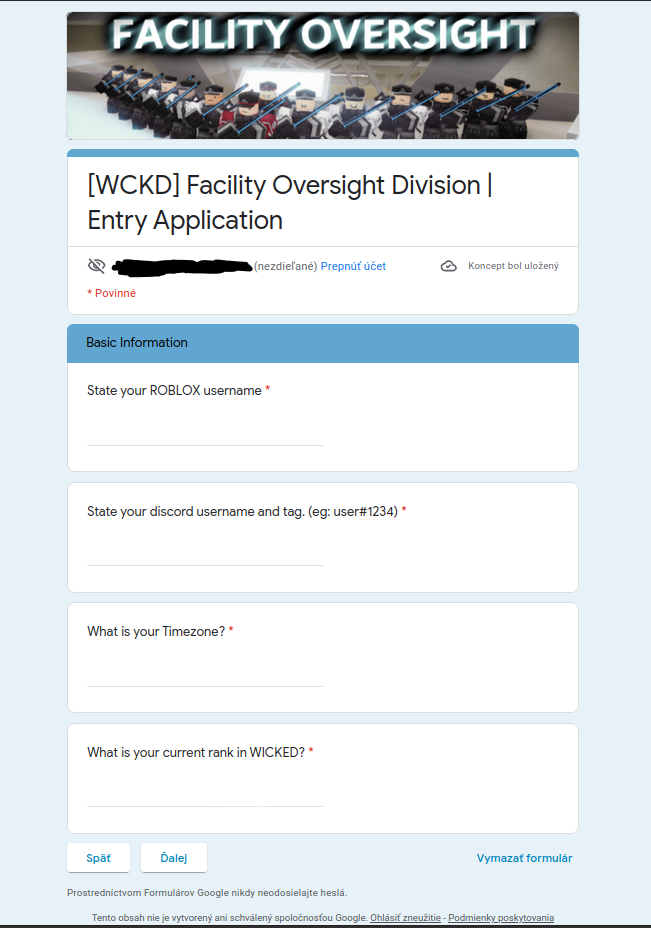 FACILITY OVERSIGHT
[WCKD] Facility Oversight Division |
Entry Application
(nezdieľané) Prepnúť účet
Koncept bol uložený
* Povinné
Basic Information
State your ROBLOX username *
State your discord username and tag. (eg: user#1234) *
What is your Timezone? *
What is your current rank in WICKED? *
Späť
Ďalej
Vymazať formulár
Prostredníctvom Formulárov Google nikdy neodosielajte heslá.
Tento obsah nie je vytvorený ani schválený spoločnosťou Google. Ohlásiť zneužitie - Podmienky poskytovania